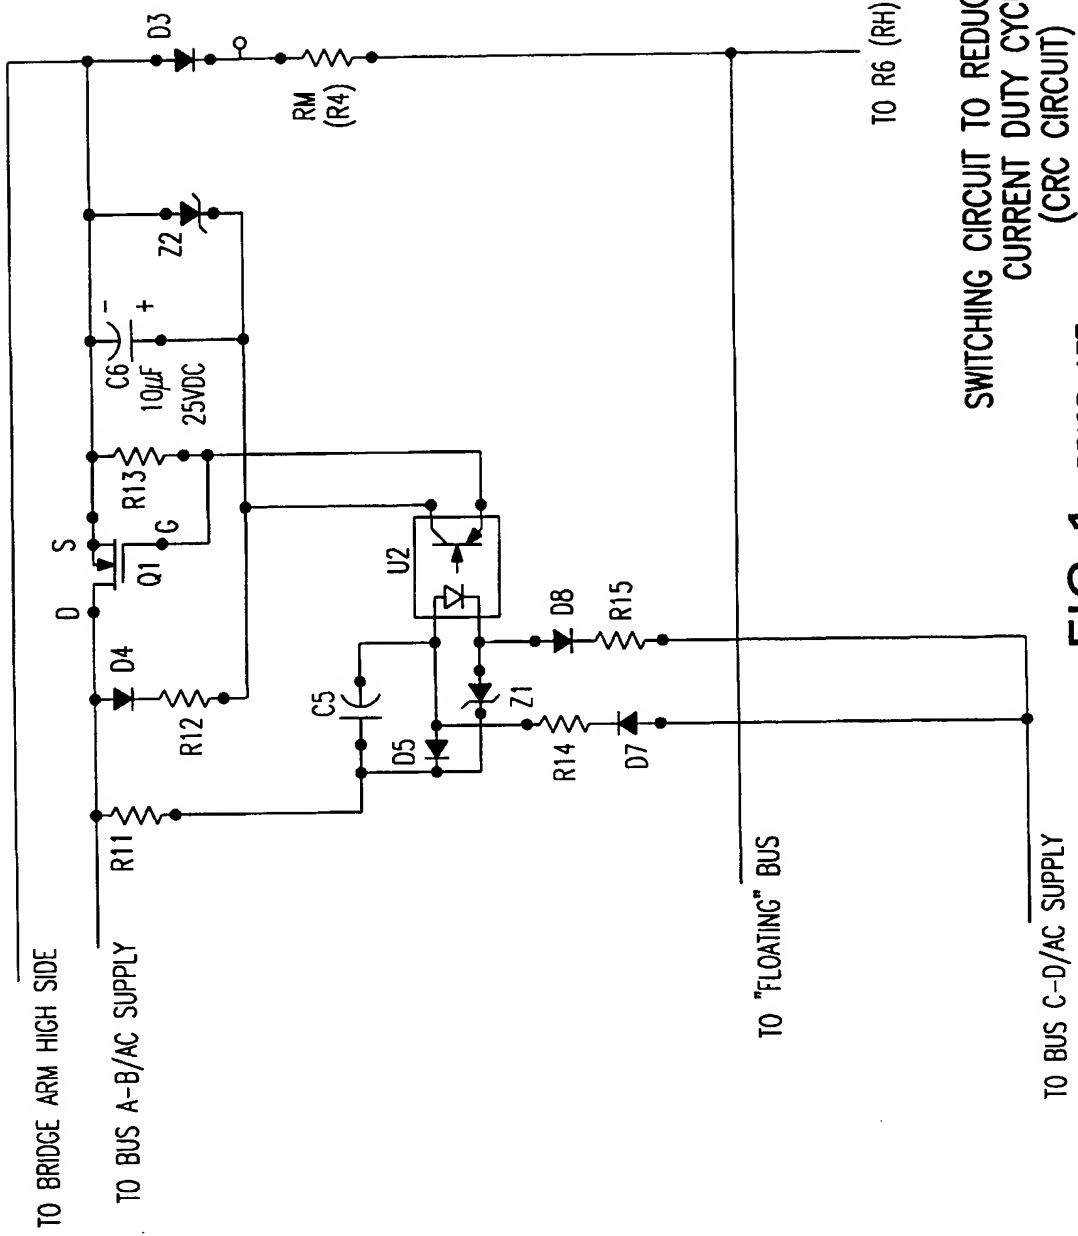 TO BRIDGE ARM HIGH SIDE
TO BUS A-B/AC SUPPLY
R11
D4
R12
D
S
Q1
G
R13
C6
10µF
25VDC
-
+
Z2
D3
RM
(R4)
C5
D5
U2
Z1
R14
D7
D8
R15
TO "FLOATING" BUS
TO R6 (RH)
TO BUS C-D/AC SUPPLY
SWITCHING CIRCUIT TO REDUC
CURRENT DUTY CYC
(CRC CIRCUIT)